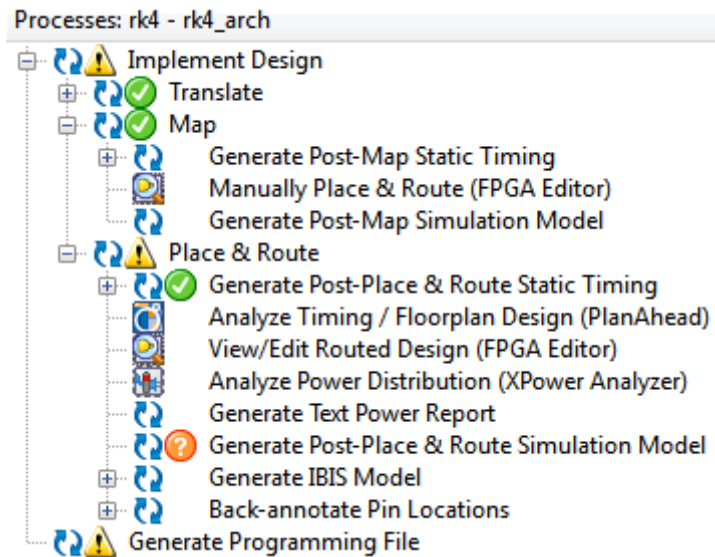 Processes: rk4 - rk4_arch
Implement Design
Translate
Map
Generate Post-Map Static Timing
Manually Place & Route (FPGA Editor)
Generate Post-Map Simulation Model
Place & Route
Generate Post-Place & Route Static Timing
Analyze Timing / Floorplan Design (PlanAhead)
View/Edit Routed Design (FPGA Editor)
Analyze Power Distribution (XPower Analyzer)
Generate Text Power Report
Generate Post-Place & Route Simulation Model
Generate IBIS Model
Back-annotate Pin Locations
Generate Programming File